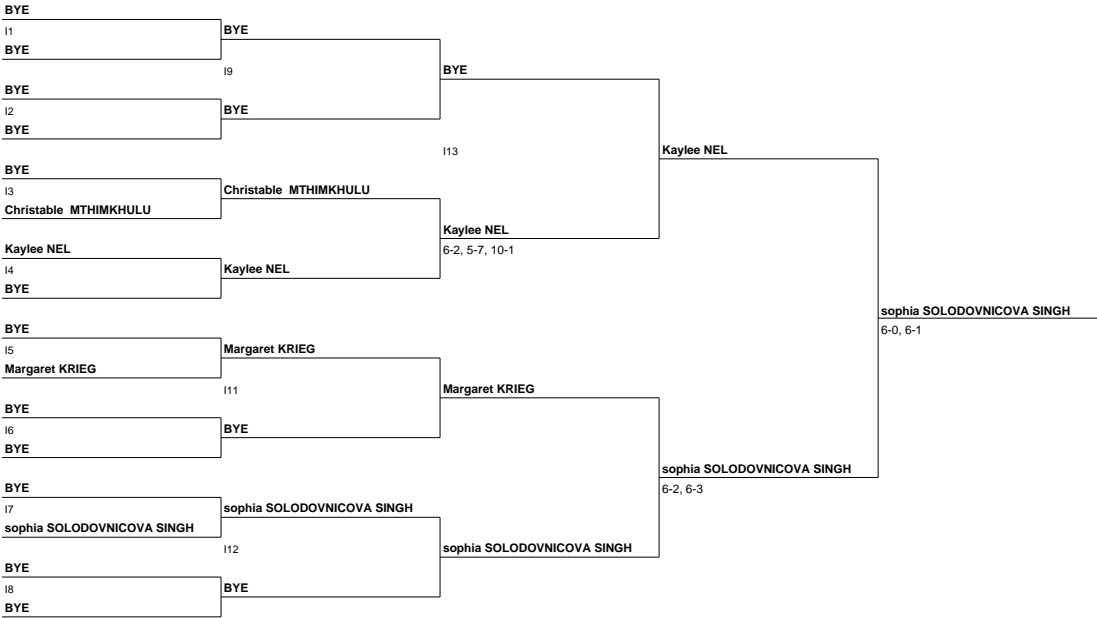 BYE
I1
BYE
BYE
I9
BYE
BYE
I2
BYE
BYE
I13
BYE
I3
Christable MTHIMKHULU
Christable MTHIMKHULU
Kaylee NEL
Kaylee NEL
6-2, 5-7, 10-1
Kaylee NEL
I4
Kaylee NEL
BYE
sophia SOLODOVNICOVA SINGH
6-0, 6-1
BYE
I5
Margaret KRIEG
Margaret KRIEG
I11
Margaret KRIEG
BYE
I6
BYE
BYE
sophia SOLODOVNICOVA SINGH
6-2, 6-3
BYE
I7
sophia SOLODOVNICOVA SINGH
sophia SOLODOVNICOVA SINGH
I12
sophia SOLODOVNICOVA SINGH
BYE
I8
BYE
BYE